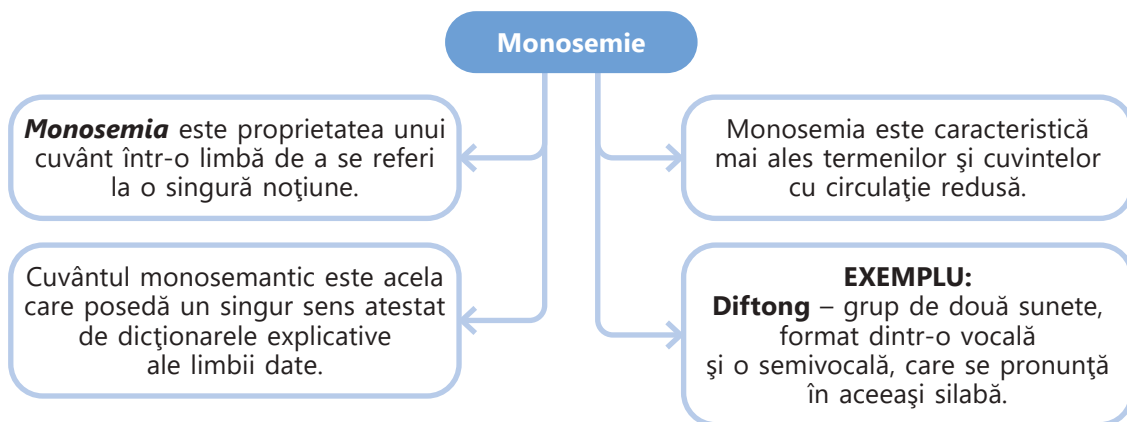 Monosemie
Monosemia este proprietatea unui
cuvânt într-o limbă de a se referi
la o singură noţiune.
Monosemia este caracteristică
mai ales termenilor şi cuvintelor
cu circulaţie redusă.
Cuvântul monosemantic este acela
care posedă un singur sens atestat
de dicţionarele explicative
ale limbii date.
EXEMPLU:
Diftong – grup de două sunete,
format dintr-o vocală
şi o semivocală, care se pronunţă
în aceeaşi silabă.